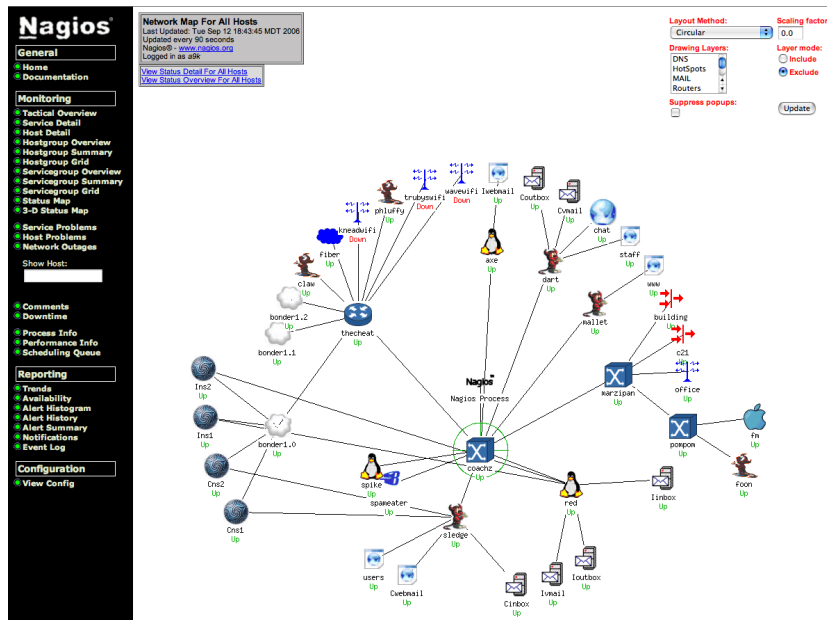 Nagios®
General
Home
Documentation
Monitoring
Tactical Overview
Service Detail
Host Detail
Hostgroup Overview
Hostgroup Summary
Hostgroup Grid
Servicegroup Overview
Servicegroup Summary
Servicegroup Grid
Status Map
3-D Status Map
Service Problems
Host Problems
Network Outages
Show Host:
Comments
Downtime
Process Info
Performance Info
Scheduling Queue
Reporting
Trends
Availability
Alert Histogram
Alert History
Alert Summary
Notifications
Event Log
Configuration
View Config
Network Map For All Hosts
Last Updated: Tue Sep 12 18:43:45 MDT 2006
Updated every 90 seconds
Nagios® - www.nagios.org
Logged in as a9k
View Status Detail For All Hosts
View Status Overview For All Hosts
Layout Method:
Circular
Scaling factor
0.0
Drawing Layers:
DNS
HotSpots
MAIL
Routers
Layer mode:
Include
Exclude
Suppress popups:
Update
wavewifi
Down
trubyswifi
Down
Iwebmail
Up
Coutbox
Up
Cvmail
Up
phluffy
Up
kneadwifi
Down
chat
Up
fiber
Up
axe
Up
staff
Up
dart
Up
claw
Up
www
Up
bonder1.2
Up
building
Up
mallet
Up
thecheat
Up
bonder1.1
Up
c21
Up
Ins2
Up
Nagios™
Nagios Process
marzipan
Up
office
Up
Ins1
Up
bonder1.0
Up
fm
Up
pompom
Up
coachz
Up
Cns2
Up
spike
Up
foon
Up
Iinbox
Up
spameater
Up
red
Up
Cns1
Up
sledge
Up
users
Up
Cwebmail
Up
Ioutbox
Up
Ivmail
Up
Cinbox
Up